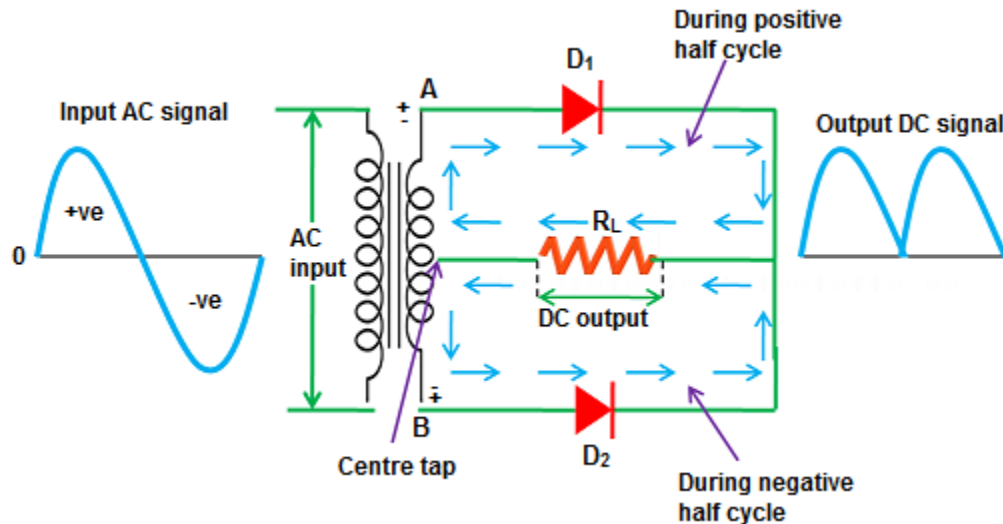 During positive
half cycle
D1
A
Input AC signal
+
-
Output DC signal
+ve
RL
0
AC
input
-ve
DC output
-
+
B
D2
Centre tap
During negative
half cycle